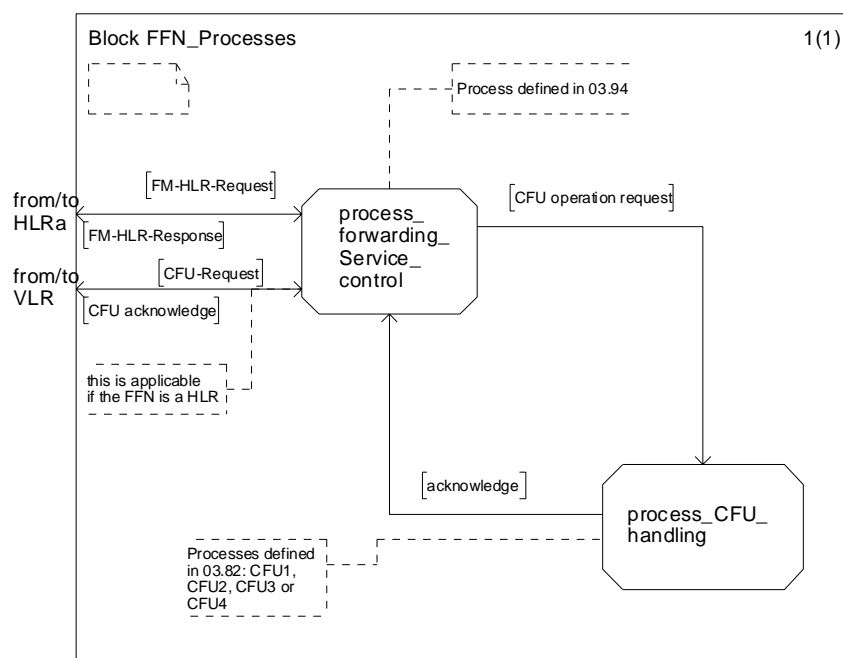 Block FFN_Processes
1(1)
Process defined in 03.94
from/to
HLRa
[FM-HLR-Request]
[FM-HLR-Response]
process_
forwarding_
Service_
control
[CFU operation request]
from/to
VLR
[CFU-Request]
[CFU acknowledge]
this is applicable
if the FFN is a HLR
[acknowledge]
process_CFU_
handling
Processes defined
in 03.82: CFU1,
CFU2, CFU3 or
CFU4